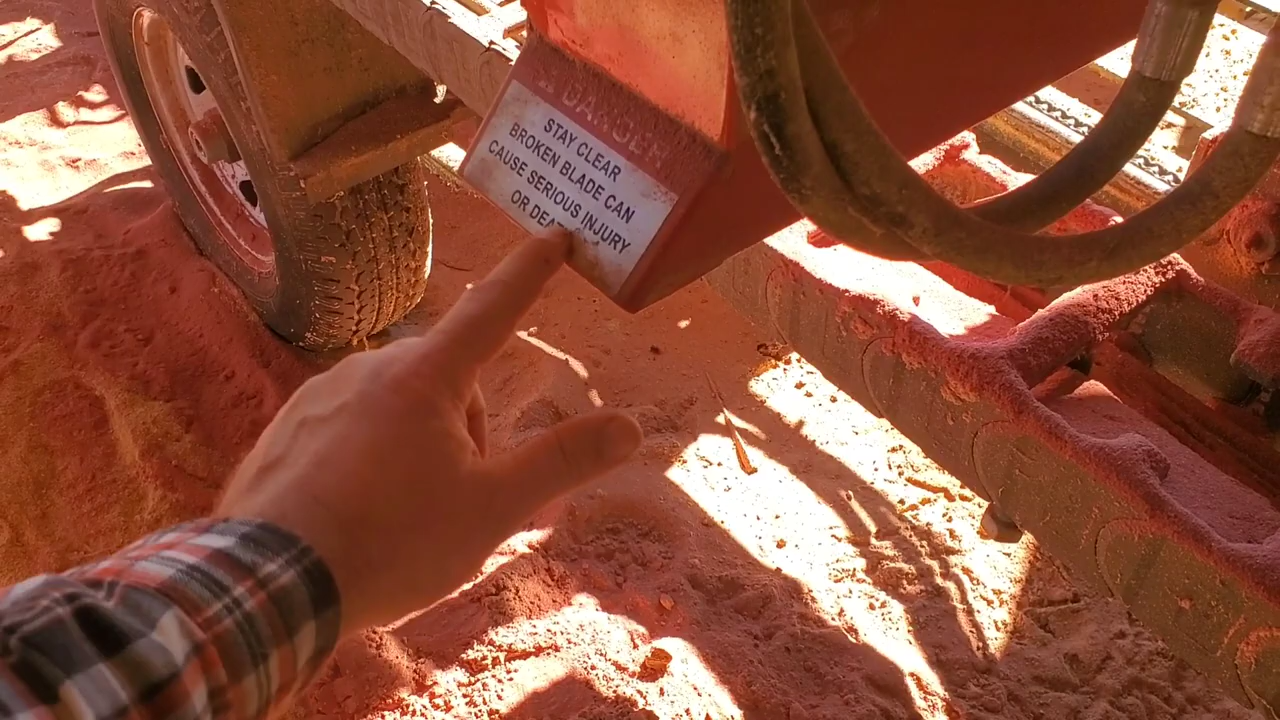 DANGER
STAY CLEAR
BROKEN BLADE CAN
CAUSE SERIOUS INJURY
OR DEATH